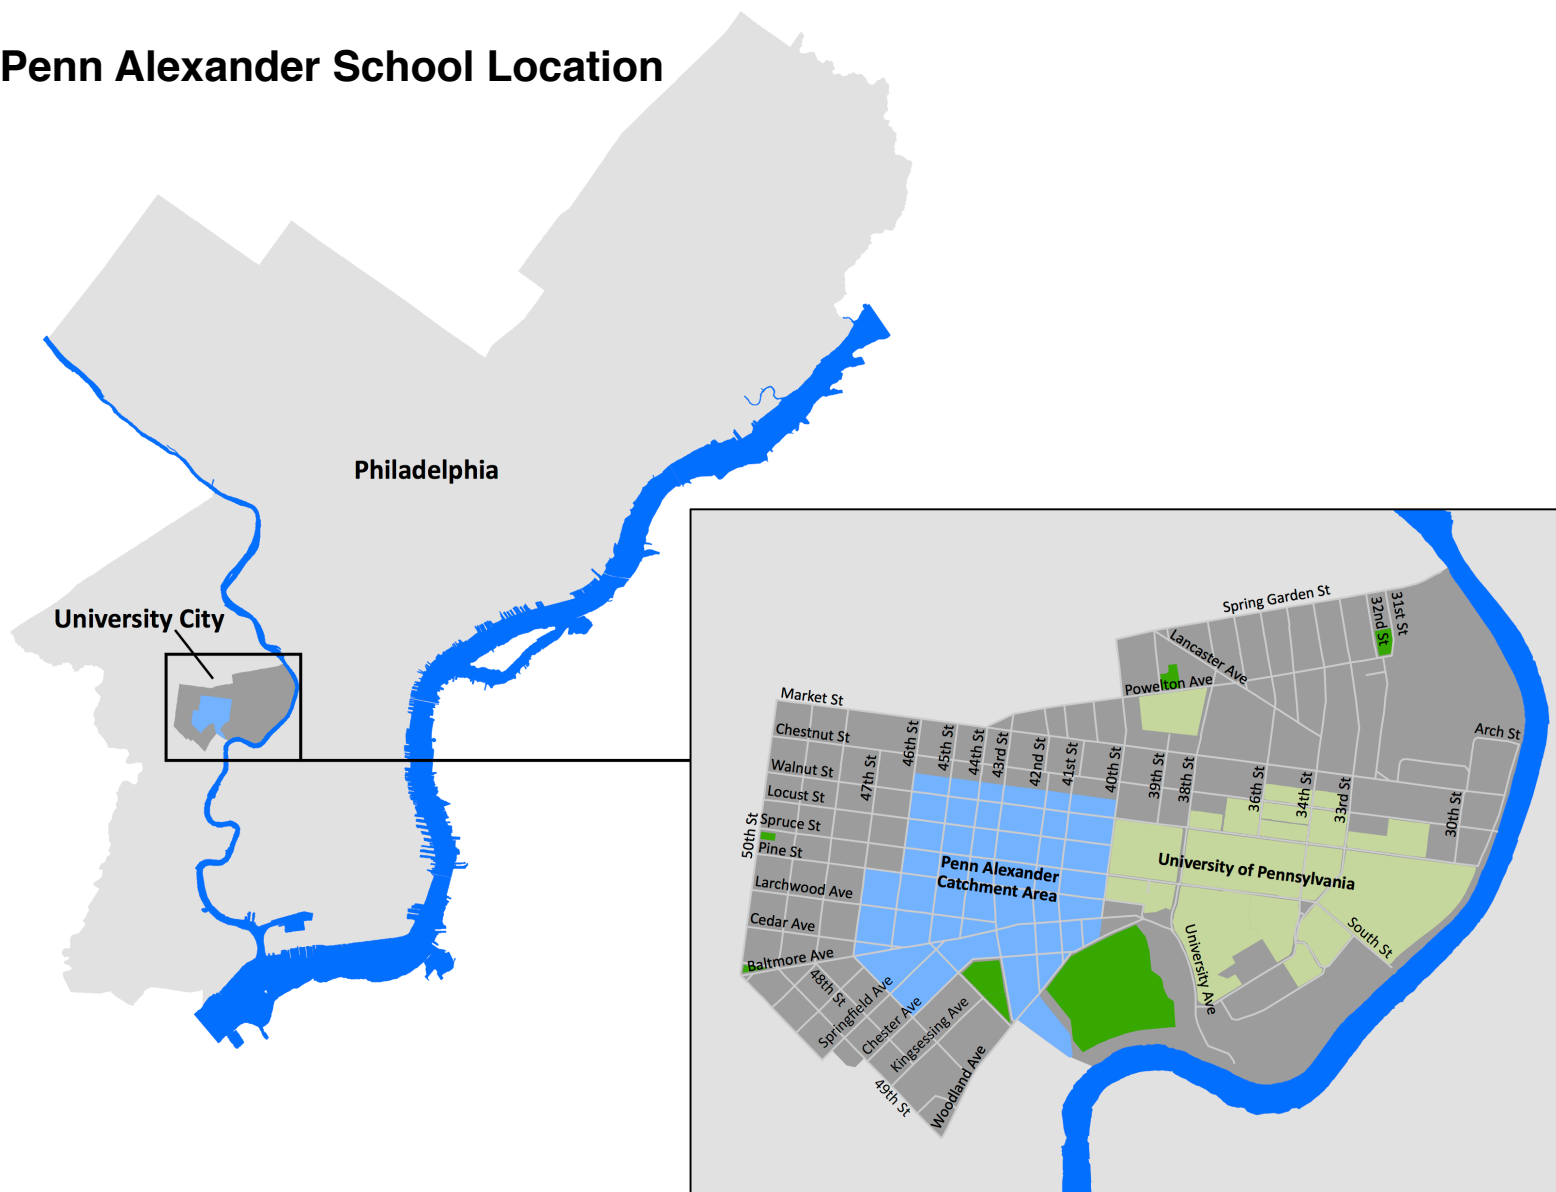 Penn Alexander School Location
Philadelphia
University City
Spring Garden St
32nd St
31st St
Lancaster Ave
Powelton Ave
Market St
Arch St
Chestnut St
46th St
45th St
44th St
43rd St
42nd St
41st St
40th St
39th St
38th St
36th St
34th St
33rd St
30th St
47th St
Walnut St
Locust St
50th St
Spruce St
Pine St
Penn Alexander
Catchment Area
University of Pennsylvania
Larchwood Ave
Cedar Ave
South St
Baltmore Ave
University Ave
48th St
Springfield Ave
Chester Ave
Kingsessing Ave
49th St
Woodland Ave